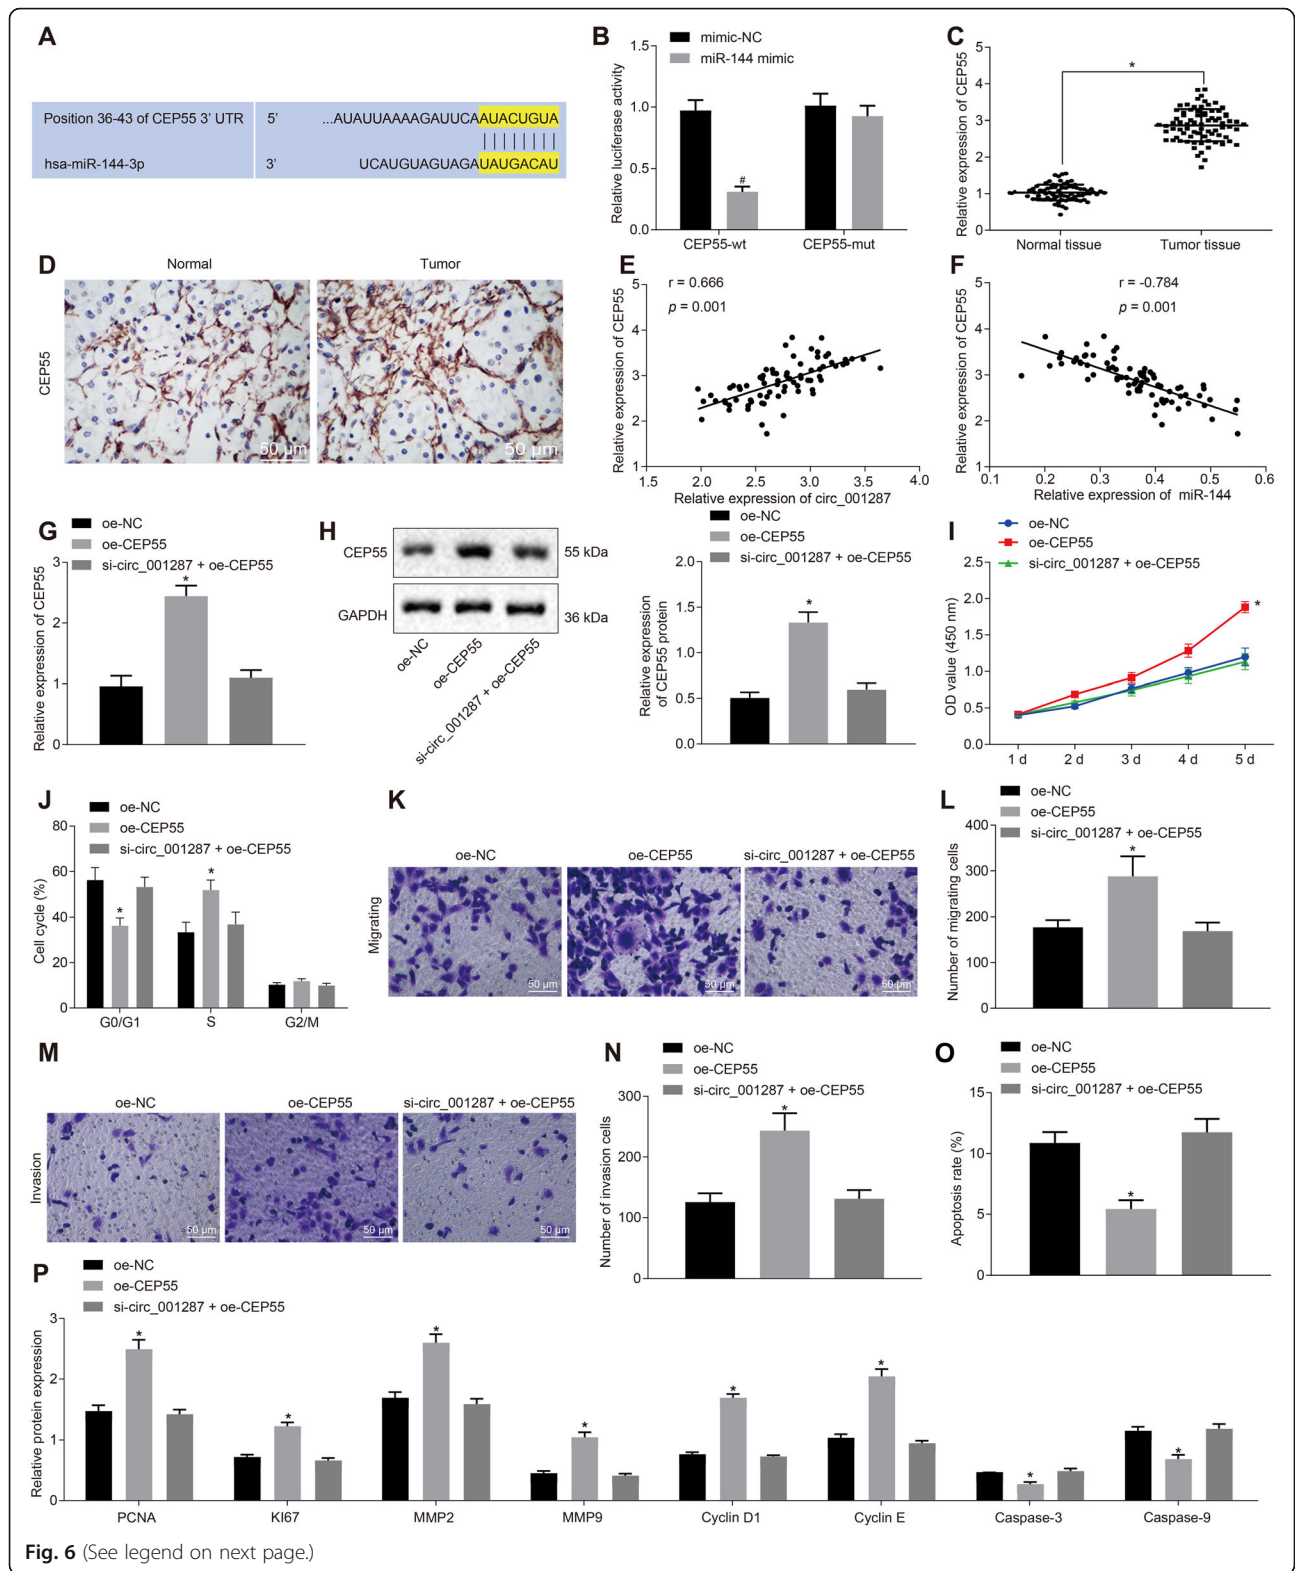 A
Position 36-43 of CEP55 3' UTR 5' ...AUAUUAAAAGAUUCAAUACUGUA
hsa-miR-144-3p 3' UCAUGUAGUAGAUAUGACAU
B
mimic-NC
miR-144 mimic
Relative luciferase activity
1.5
1.0
0.5
0.0
#
CEP55-wt CEP55-mut
C
Relative expression of CEP55
5
4
3
2
1
0
*
Normal tissue Tumor tissue
D
Normal Tumor
CEP55
50 µm 50 µm
E
Relative expression of CEP55
r = 0.666
p = 0.001
5
4
3
2
1
1.5 2.0 2.5 3.0 3.5 4.0
Relative expression of circ_001287
F
Relative expression of CEP55
r = -0.784
p = 0.001
5
4
3
2
1
0.1 0.2 0.3 0.4 0.5 0.6
Relative expression of miR-144
G
oe-NC
oe-CEP55
si-circ_001287 + oe-CEP55
Relative expression of CEP55
3
2
1
0
*
H
CEP55 55 kDa
GAPDH 36 kDa
oe-NC
oe-CEP55
si-circ_001287 + oe-CEP55
oe-NC
oe-CEP55
si-circ_001287 + oe-CEP55
Relative expression
of CEP55 protein
2.0
1.5
1.0
0.5
0.0
*
I
oe-NC
oe-CEP55
si-circ_001287 + oe-CEP55
OD value (450 nm)
2.5
2.0
1.5
1.0
0.5
0.0
*
1 d 2 d 3 d 4 d 5 d
J
oe-NC
oe-CEP55
si-circ_001287 + oe-CEP55
Cell cycle (%)
80
60
40
20
0
* *
G0/G1 S G2/M
K
oe-NC oe-CEP55 si-circ_001287 + oe-CEP55
Migrating
50 µm 50 µm 50 µm
L
oe-NC
oe-CEP55
si-circ_001287 + oe-CEP55
Number of migrating cells
400
300
200
100
0
*
M
oe-NC oe-CEP55 si-circ_001287 + oe-CEP55
Invasion
50 µm 50 µm 50 µm
N
oe-NC
oe-CEP55
si-circ_001287 + oe-CEP55
Number of invasion cells
300
200
100
0
*
O
oe-NC
oe-CEP55
si-circ_001287 + oe-CEP55
Apoptosis rate (%)
15
10
5
0
*
P
oe-NC
oe-CEP55
si-circ_001287 + oe-CEP55
Relative protein expression
3
2
1
0
* * * * * * * *
PCNA KI67 MMP2 MMP9 Cyclin D1 Cyclin E Caspase-3 Caspase-9
Fig. 6 (See legend on next page.)